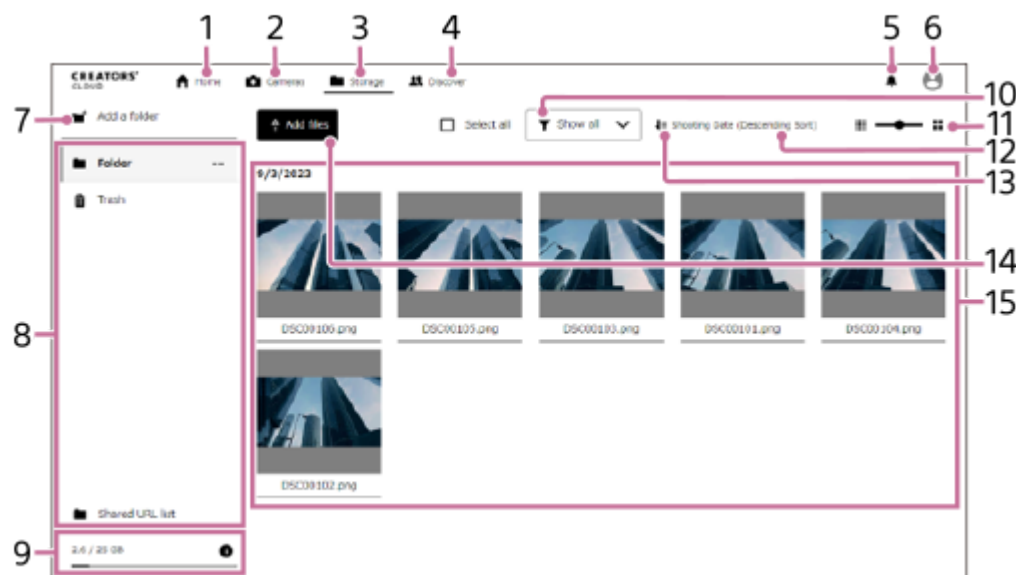 1 2 3 4 5 6
CREATORS' CLOUD Home Cameras Storage Discover
7 Add a folder
Add files Select all Show all Shooting Date (Descending Sort)
10
11
12
13
8
Folder
Trash
9/3/2023
14
15
DSC00106.png DSC00105.png DSC00103.png DSC00101.png DSC00104.png
DSC00102.png
Shared URL list
9
2.6 / 25 GB